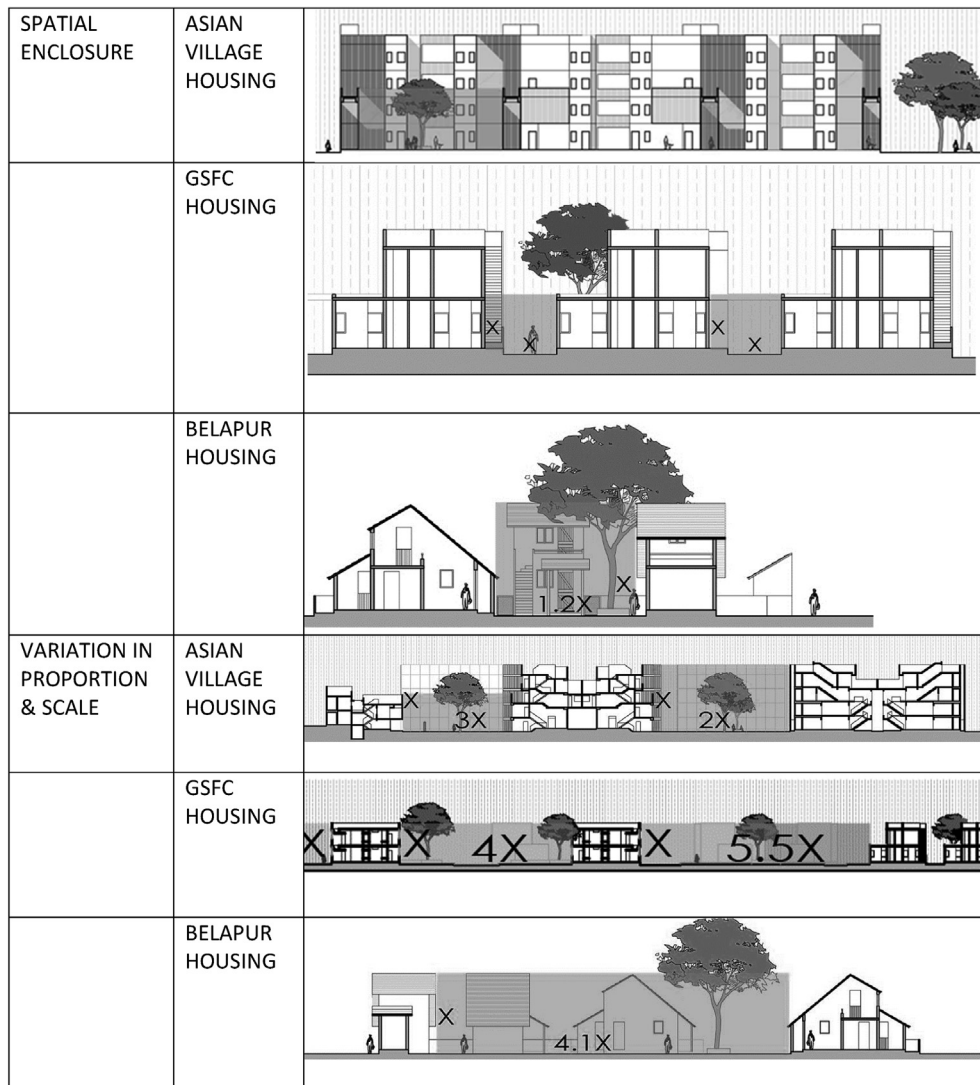 SPATIAL
ENCLOSURE
ASIAN
VILLAGE
HOUSING
GSFC
HOUSING
X
X
X
X
BELAPUR
HOUSING
X
1.2X
VARIATION IN
PROPORTION
& SCALE
ASIAN
VILLAGE
HOUSING
X
3X
X
2X
GSFC
HOUSING
X
X
4X
X
5.5X
BELAPUR
HOUSING
X
4.1X